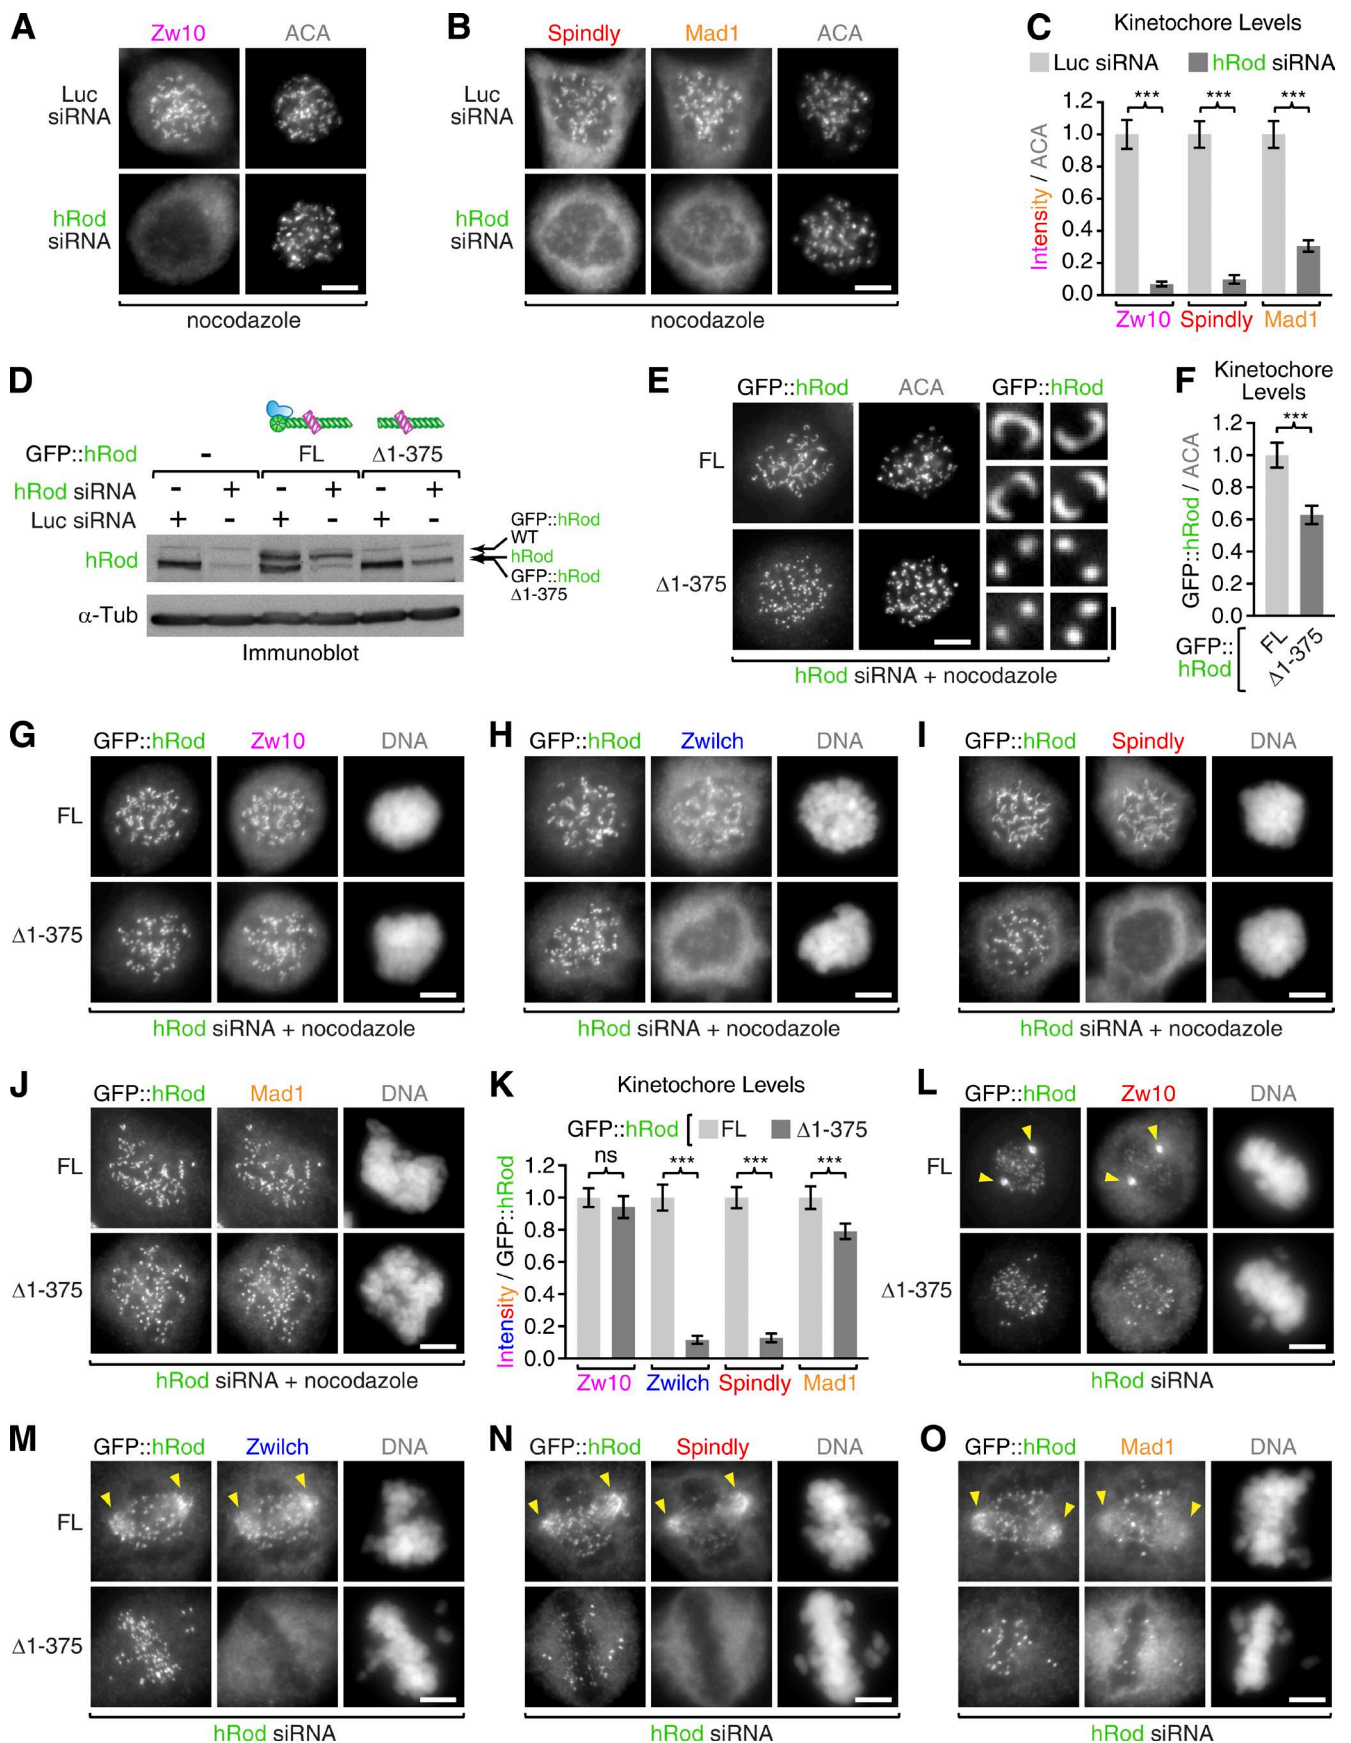 A
Zw10 ACA
Luc
siRNA
hRod
siRNA
nocodazole
B
Spindly Mad1 ACA
Luc
siRNA
hRod
siRNA
nocodazole
C
Kinetochore Levels
Luc siRNA hRod siRNA
Intensity / ACA
1.2
1.0
0.8
0.6
0.4
0.2
0.0
*** *** ***
Zw10 Spindly Mad1
D
GFP::hRod - FL Δ1-375
hRod siRNA - + - + - +
Luc siRNA + - + - + -
hRod
GFP::hRod
WT
hRod
GFP::hRod
Δ1-375
α-Tub
Immunoblot
E
GFP::hRod ACA GFP::hRod
FL
Δ1-375
hRod siRNA + nocodazole
F
Kinetochore
Levels
GFP::hRod / ACA
1.2
1.0
0.8
0.6
0.4
0.2
0.0
***
GFP::
hRod
FL
Δ1-375
G
GFP::hRod Zw10 DNA
FL
Δ1-375
hRod siRNA + nocodazole
H
GFP::hRod Zwilch DNA
hRod siRNA + nocodazole
I
GFP::hRod Spindly DNA
hRod siRNA + nocodazole
J
GFP::hRod Mad1 DNA
FL
Δ1-375
hRod siRNA + nocodazole
K
Kinetochore Levels
GFP::hRod FL Δ1-375
Intensity / GFP::hRod
1.2
1.0
0.8
0.6
0.4
0.2
0.0
ns *** *** ***
Zw10 Zwilch Spindly Mad1
L
GFP::hRod Zw10 DNA
FL
Δ1-375
hRod siRNA
M
GFP::hRod Zwilch DNA
FL
Δ1-375
hRod siRNA
N
GFP::hRod Spindly DNA
hRod siRNA
O
GFP::hRod Mad1 DNA
hRod siRNA